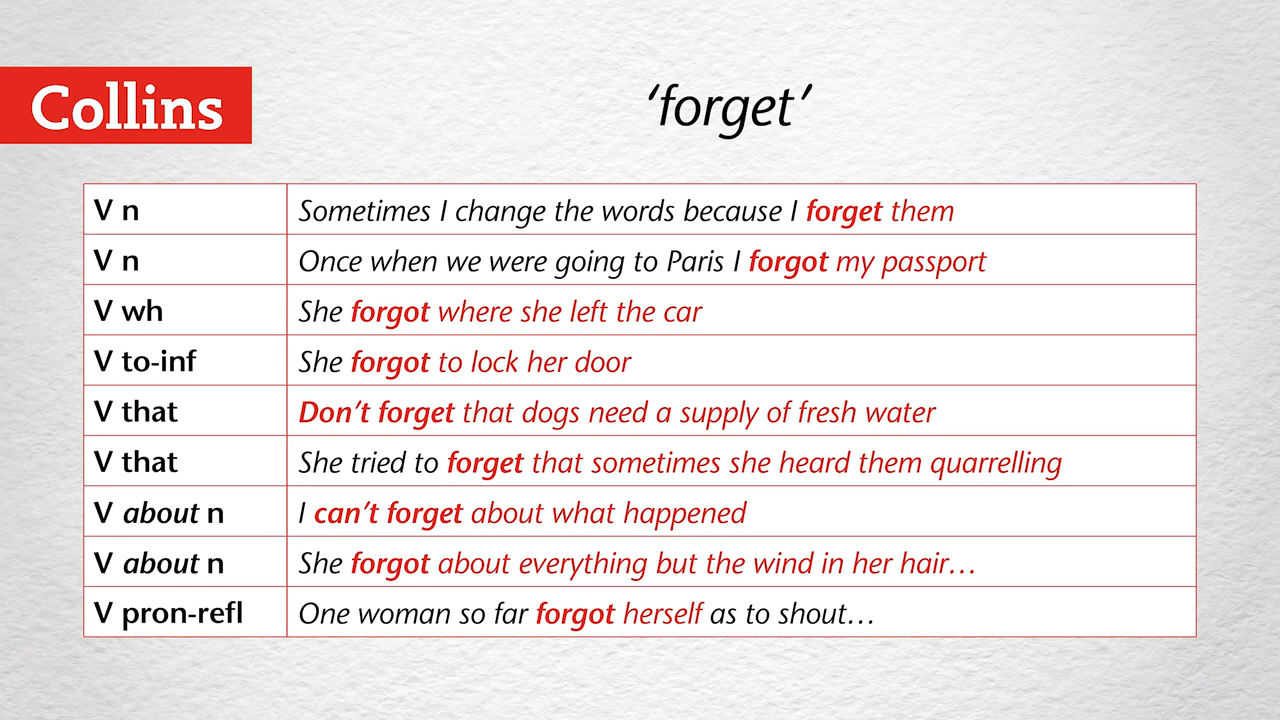 Collins
‘forget’
V n Sometimes I change the words because I forget them
V n Once when we were going to Paris I forgot my passport
V wh She forgot where she left the car
V to-inf She forgot to lock her door
V that Don’t forget that dogs need a supply of fresh water
V that She tried to forget that sometimes she heard them quarrelling
V about n I can’t forget about what happened
V about n She forgot about everything but the wind in her hair…
V pron-refl One woman so far forgot herself as to shout…